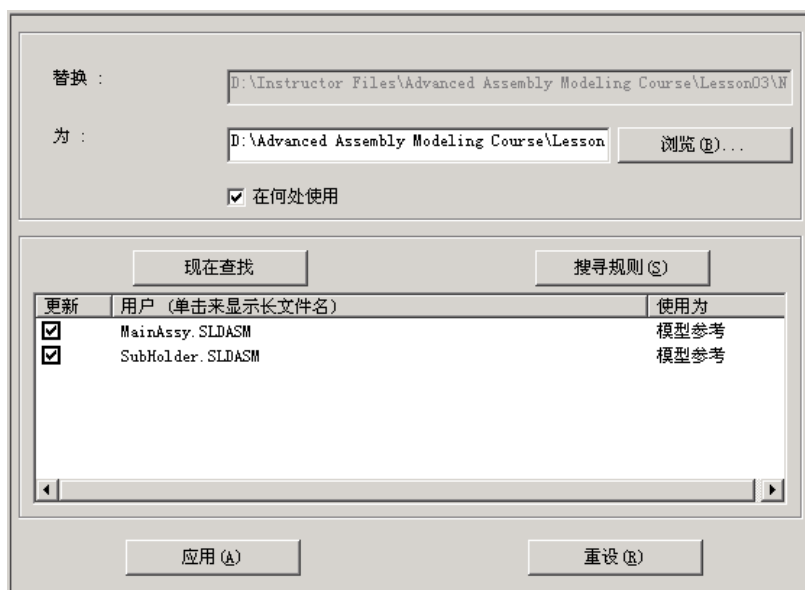 替换 :
D:\Instructor Files\Advanced Assembly Modeling Course\Lesson03\N
为 :
D:\Advanced Assembly Modeling Course\Lesson
浏览(B)...
在何处使用
现在查找
搜寻规则(S)
更新 用户 (单击来显示长文件名) 使用为
MainAssy.SLDASM 模型参考
SubHolder.SLDASM 模型参考
应用(A)
重设(R)